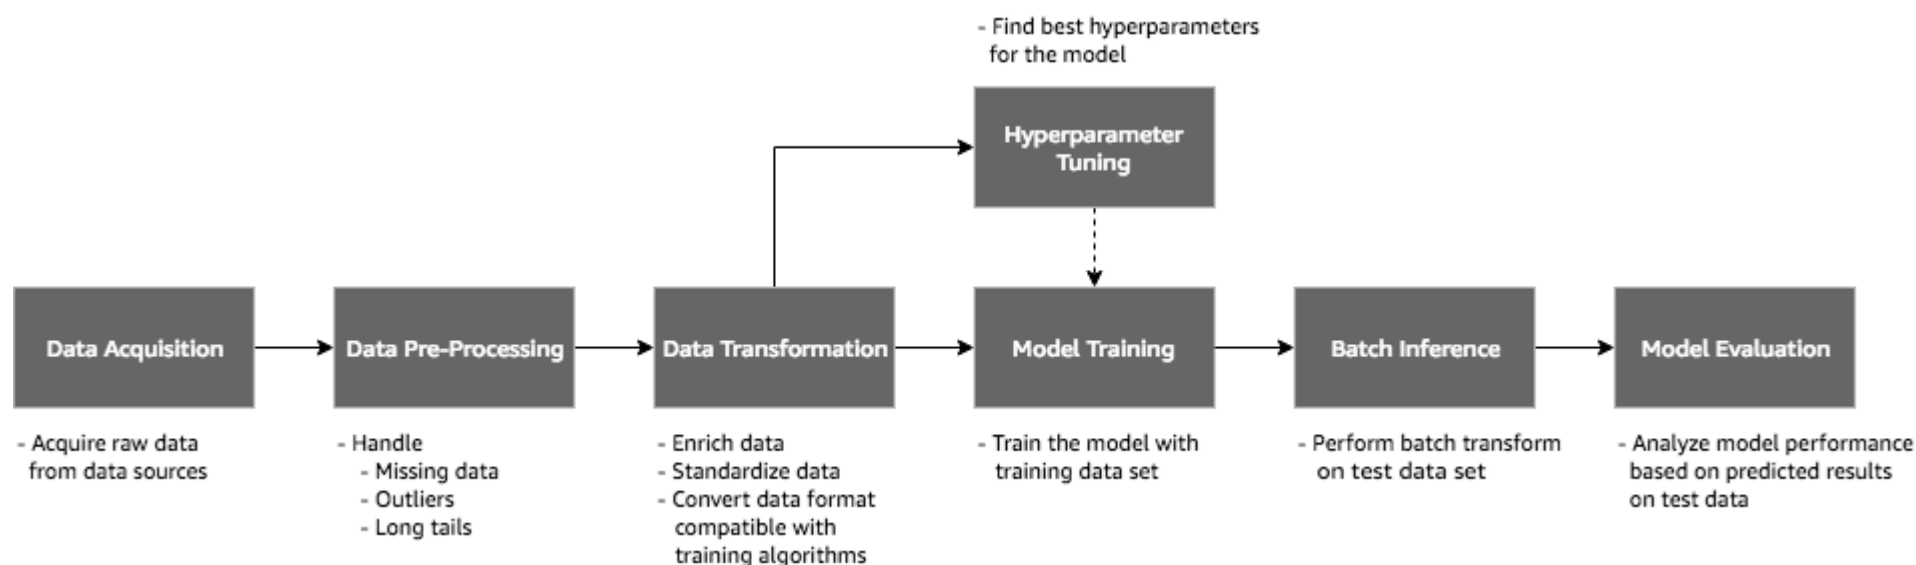 - Find best hyperparameters
for the model
Hyperparameter
Tuning
Data Acquisition
Data Pre-Processing
Data Transformation
Model Training
Batch Inference
Model Evaluation
- Acquire raw data
from data sources
- Handle
- Missing data
- Outliers
- Long tails
- Enrich data
- Standardize data
- Convert data format
compatible with
training algorithms
- Train the model with
training data set
- Perform batch transform
on test data set
- Analyze model performance
based on predicted results
on test data